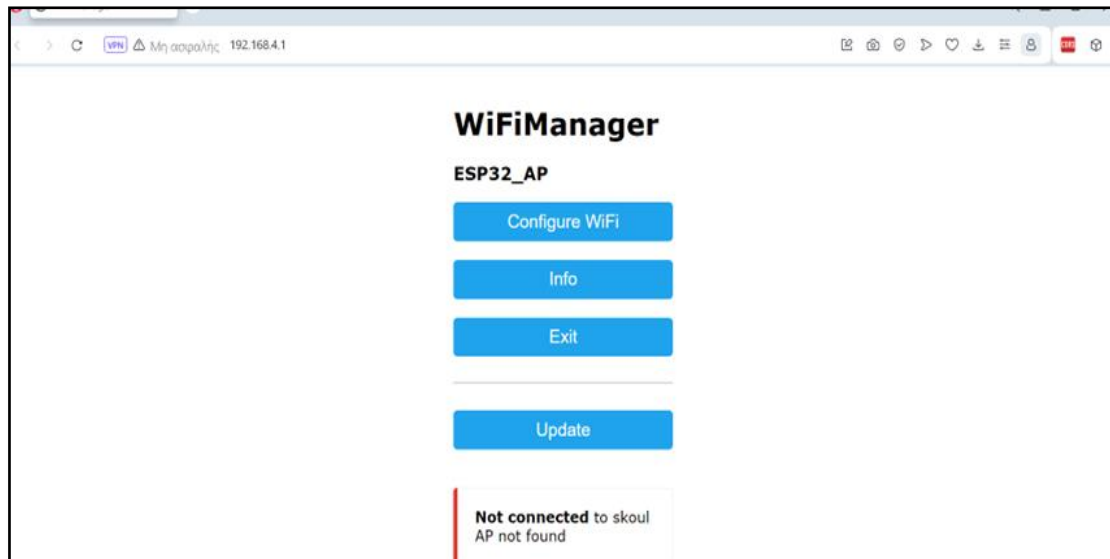 VPN Μη ασφαλής 192.168.4.1
WiFiManager
ESP32_AP
Configure WiFi
Info
Exit
Update
Not connected to skoul
AP not found